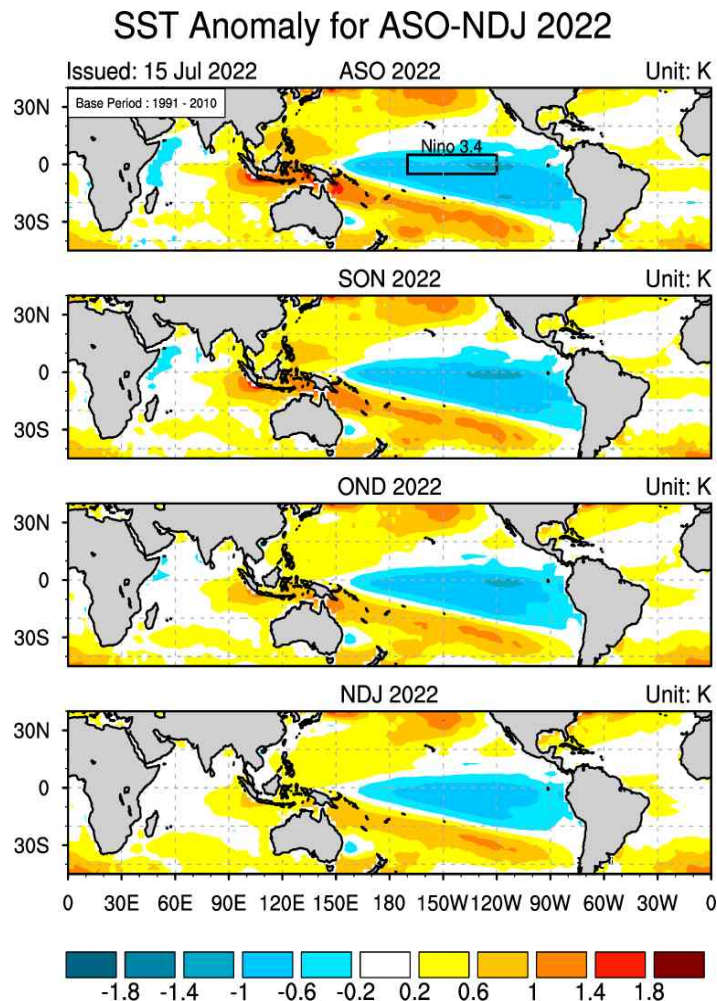 SST Anomaly for ASO-NDJ 2022
Issued: 15 Jul 2022 ASO 2022 Unit: K
30N
Base Period : 1991 - 2010
Nino 3.4
0
30S
SON 2022 Unit: K
30N
0
30S
OND 2022 Unit: K
30N
0
30S
NDJ 2022 Unit: K
30N
0
30S
0 30E 60E 90E 120E 150E 180 150W 120W 90W 60W 30W 0
-1.8 -1.4 -1 -0.6 -0.2 0.2 0.6 1 1.4 1.8